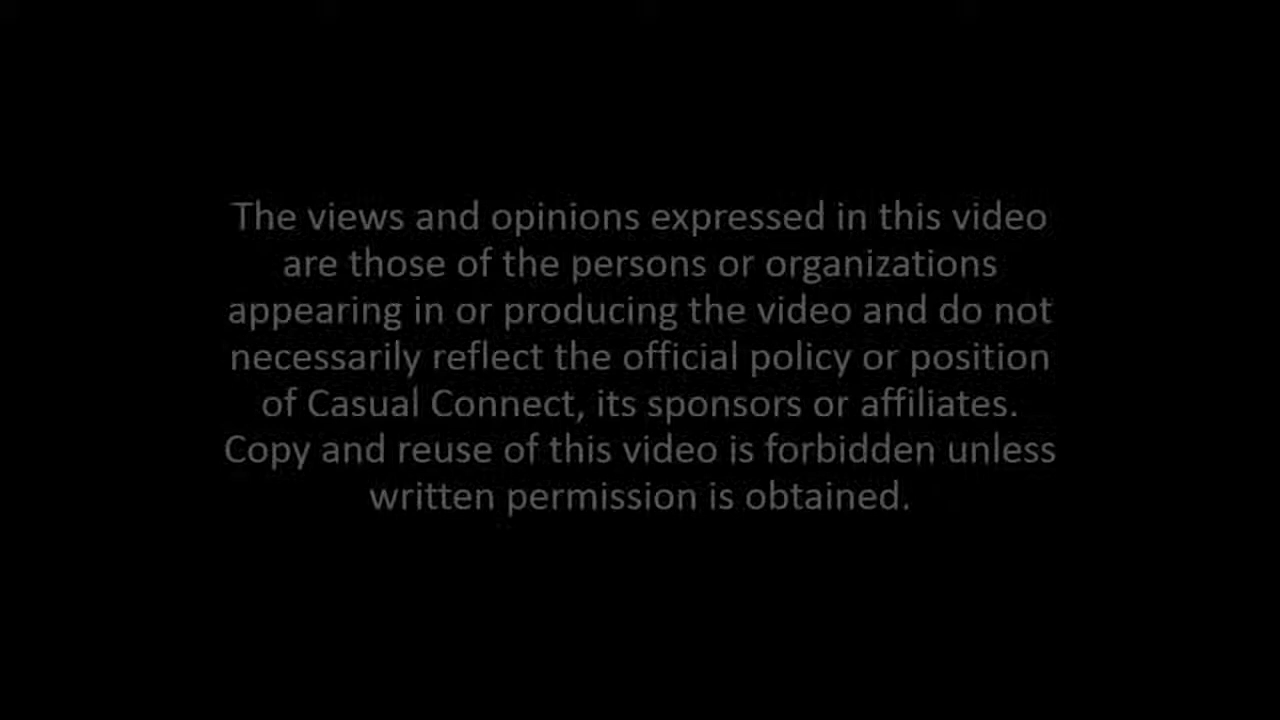 The views and opinions expressed in this video
are those of the persons or organizations
appearing in or producing the video and do not
necessarily reflect the official policy or position
of Casual Connect, its sponsors or affiliates.
Copy and reuse of this video is forbidden unless
written permission is obtained.